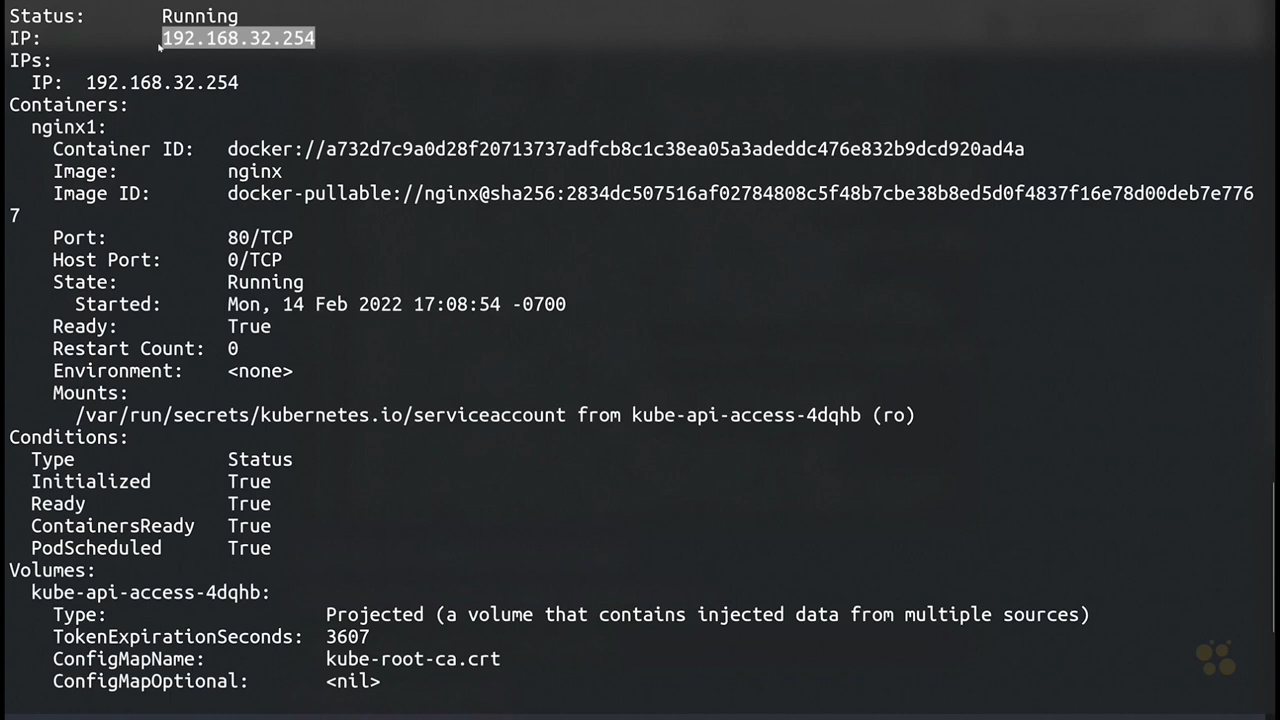 Status:       Running
IP:           192.168.32.254
IPs:
  IP:  192.168.32.254
Containers:
  nginx1:
    Container ID:   docker://a732d7c9a0d28f20713737adfcb8c1c38ea05a3adeddc476e832b9dcd920ad4a
    Image:          nginx
    Image ID:       docker-pullable://nginx@sha256:2834dc507516af02784808c5f48b7cbe38b8ed5d0f4837f16e78d00deb7e776
7
    Port:           80/TCP
    Host Port:      0/TCP
    State:          Running
      Started:      Mon, 14 Feb 2022 17:08:54 -0700
    Ready:          True
    Restart Count:  0
    Environment:    <none>
    Mounts:
      /var/run/secrets/kubernetes.io/serviceaccount from kube-api-access-4dqhb (ro)
Conditions:
  Type              Status
  Initialized       True
  Ready             True
  ContainersReady   True
  PodScheduled      True
Volumes:
  kube-api-access-4dqhb:
    Type:                    Projected (a volume that contains injected data from multiple sources)
    TokenExpirationSeconds:  3607
    ConfigMapName:           kube-root-ca.crt
    ConfigMapOptional:       <nil>